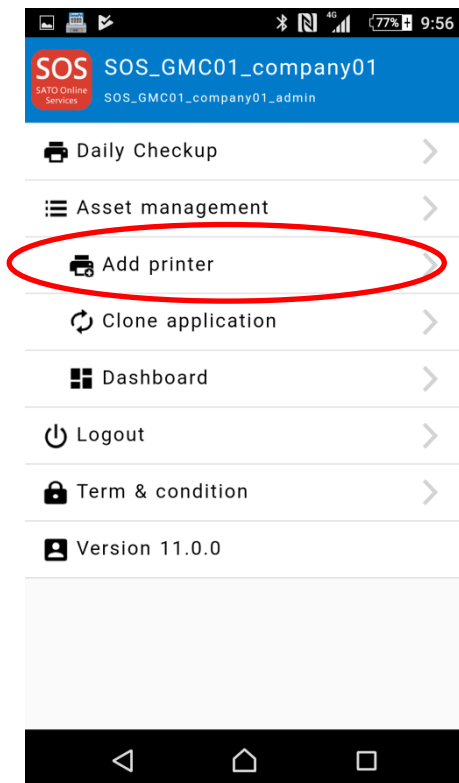 4G 77% 9:56
SOS SOS_GMC01_company01
SATO Online
Services SOS_GMC01_company01_admin
Daily Checkup
Asset management
Add printer
Clone application
Dashboard
Logout
Term & condition
Version 11.0.0